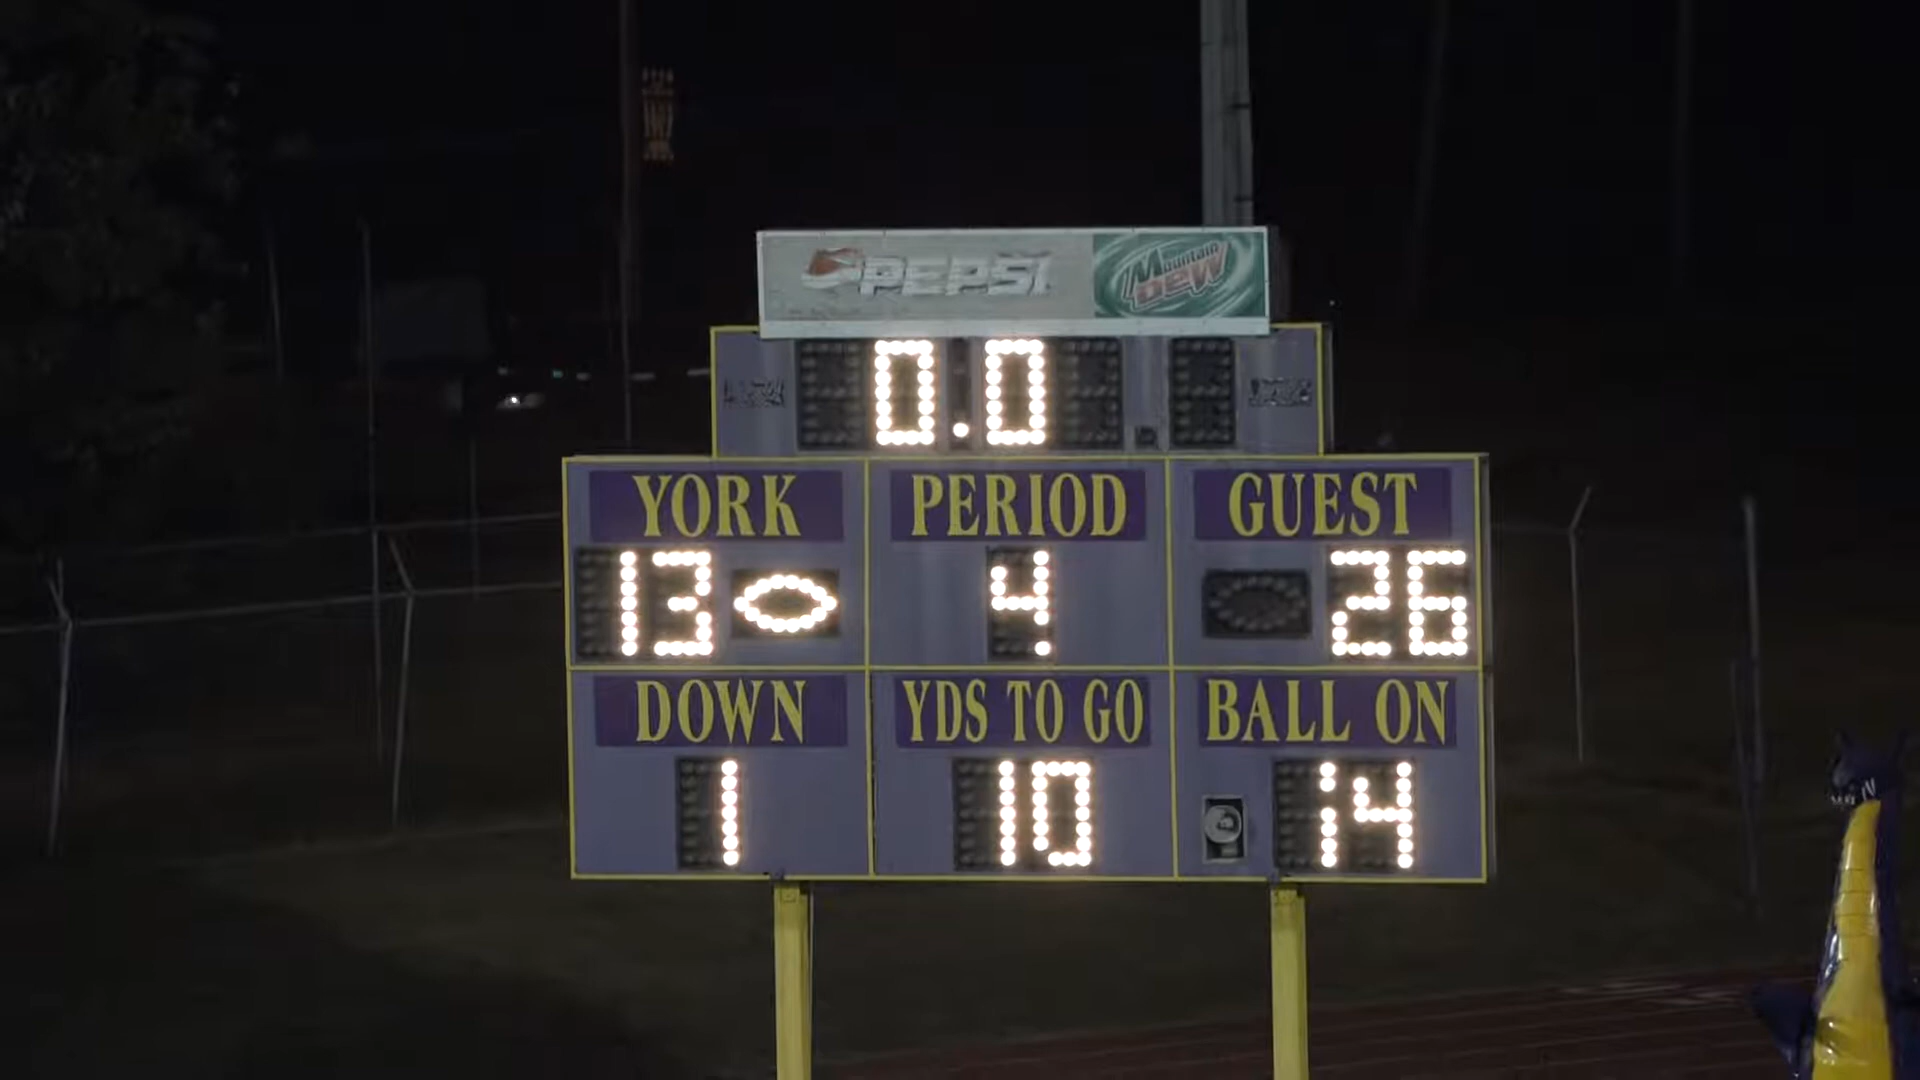 PEPSI Mountain Dew
0.0
YORK PERIOD GUEST
13 4 26
DOWN YDS TO GO BALL ON
1 10 14